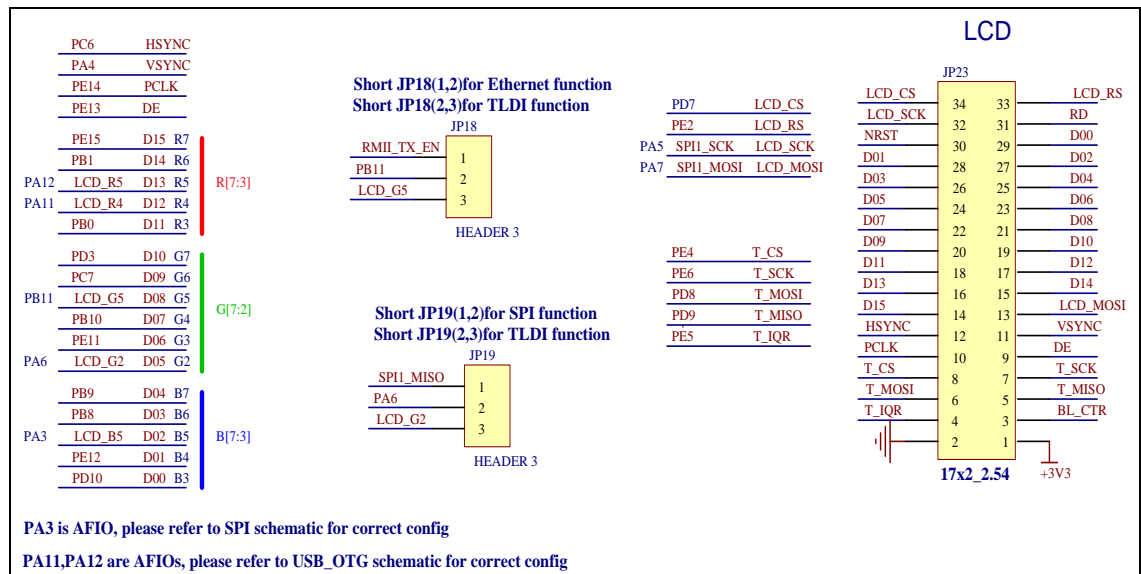 LCD
PC6 HSYNC
PA4 VSYNC
PE14 PCLK
PE13 DE
PE15 D15 R7
PB1 D14 R6
PA12 LCD_R5 D13 R5
PA11 LCD_R4 D12 R4
PB0 D11 R3
R[7:3]
PD3 D10 G7
PC7 D09 G6
PB11 LCD_G5 D08 G5
PB10 D07 G4
PE11 D06 G3
PA6 LCD_G2 D05 G2
G[7:2]
PB9 D04 B7
PB8 D03 B6
PA3 LCD_B5 D02 B5
PE12 D01 B4
PD10 D00 B3
B[7:3]
Short JP18(1,2)for Ethernet function
Short JP18(2,3)for TLDI function
JP18
RMII_TX_EN 1
PB11 2
LCD_G5 3
HEADER 3
Short JP19(1,2)for SPI function
Short JP19(2,3)for TLDI function
JP19
SPI1_MISO 1
PA6 2
LCD_G2 3
HEADER 3
PD7 LCD_CS
PE2 LCD_RS
PA5 SPI1_SCK LCD_SCK
PA7 SPI1_MOSI LCD_MOSI
PE4 T_CS
PE6 T_SCK
PD8 T_MOSI
PD9 T_MISO
PE5 T_IQR
JP23
LCD_CS 34 33 LCD_RS
LCD_SCK 32 31 RD
NRST 30 29 D00
D01 28 27 D02
D03 26 25 D04
D05 24 23 D06
D07 22 21 D08
D09 20 19 D10
D11 18 17 D12
D13 16 15 D14
D15 14 13 LCD_MOSI
HSYNC 12 11 VSYNC
PCLK 10 9 DE
T_CS 8 7 T_SCK
T_MOSI 6 5 T_MISO
T_IQR 4 3 BL_CTR
2 1
+3V3
17x2_2.54
PA3 is AFIO, please refer to SPI schematic for correct config
PA11,PA12 are AFIOs, please refer to USB_OTG schematic for correct config